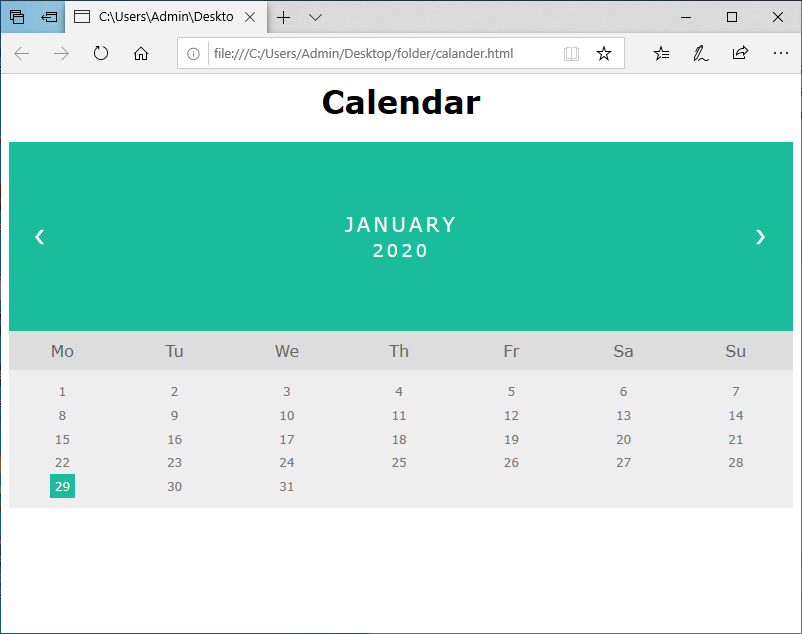 C:\Users\Admin\Deskto
file:///C:/Users/Admin/Desktop/folder/calander.html
Calendar
JANUARY
2020
Mo Tu We Th Fr Sa Su
1 2 3 4 5 6 7
8 9 10 11 12 13 14
15 16 17 18 19 20 21
22 23 24 25 26 27 28
29 30 31